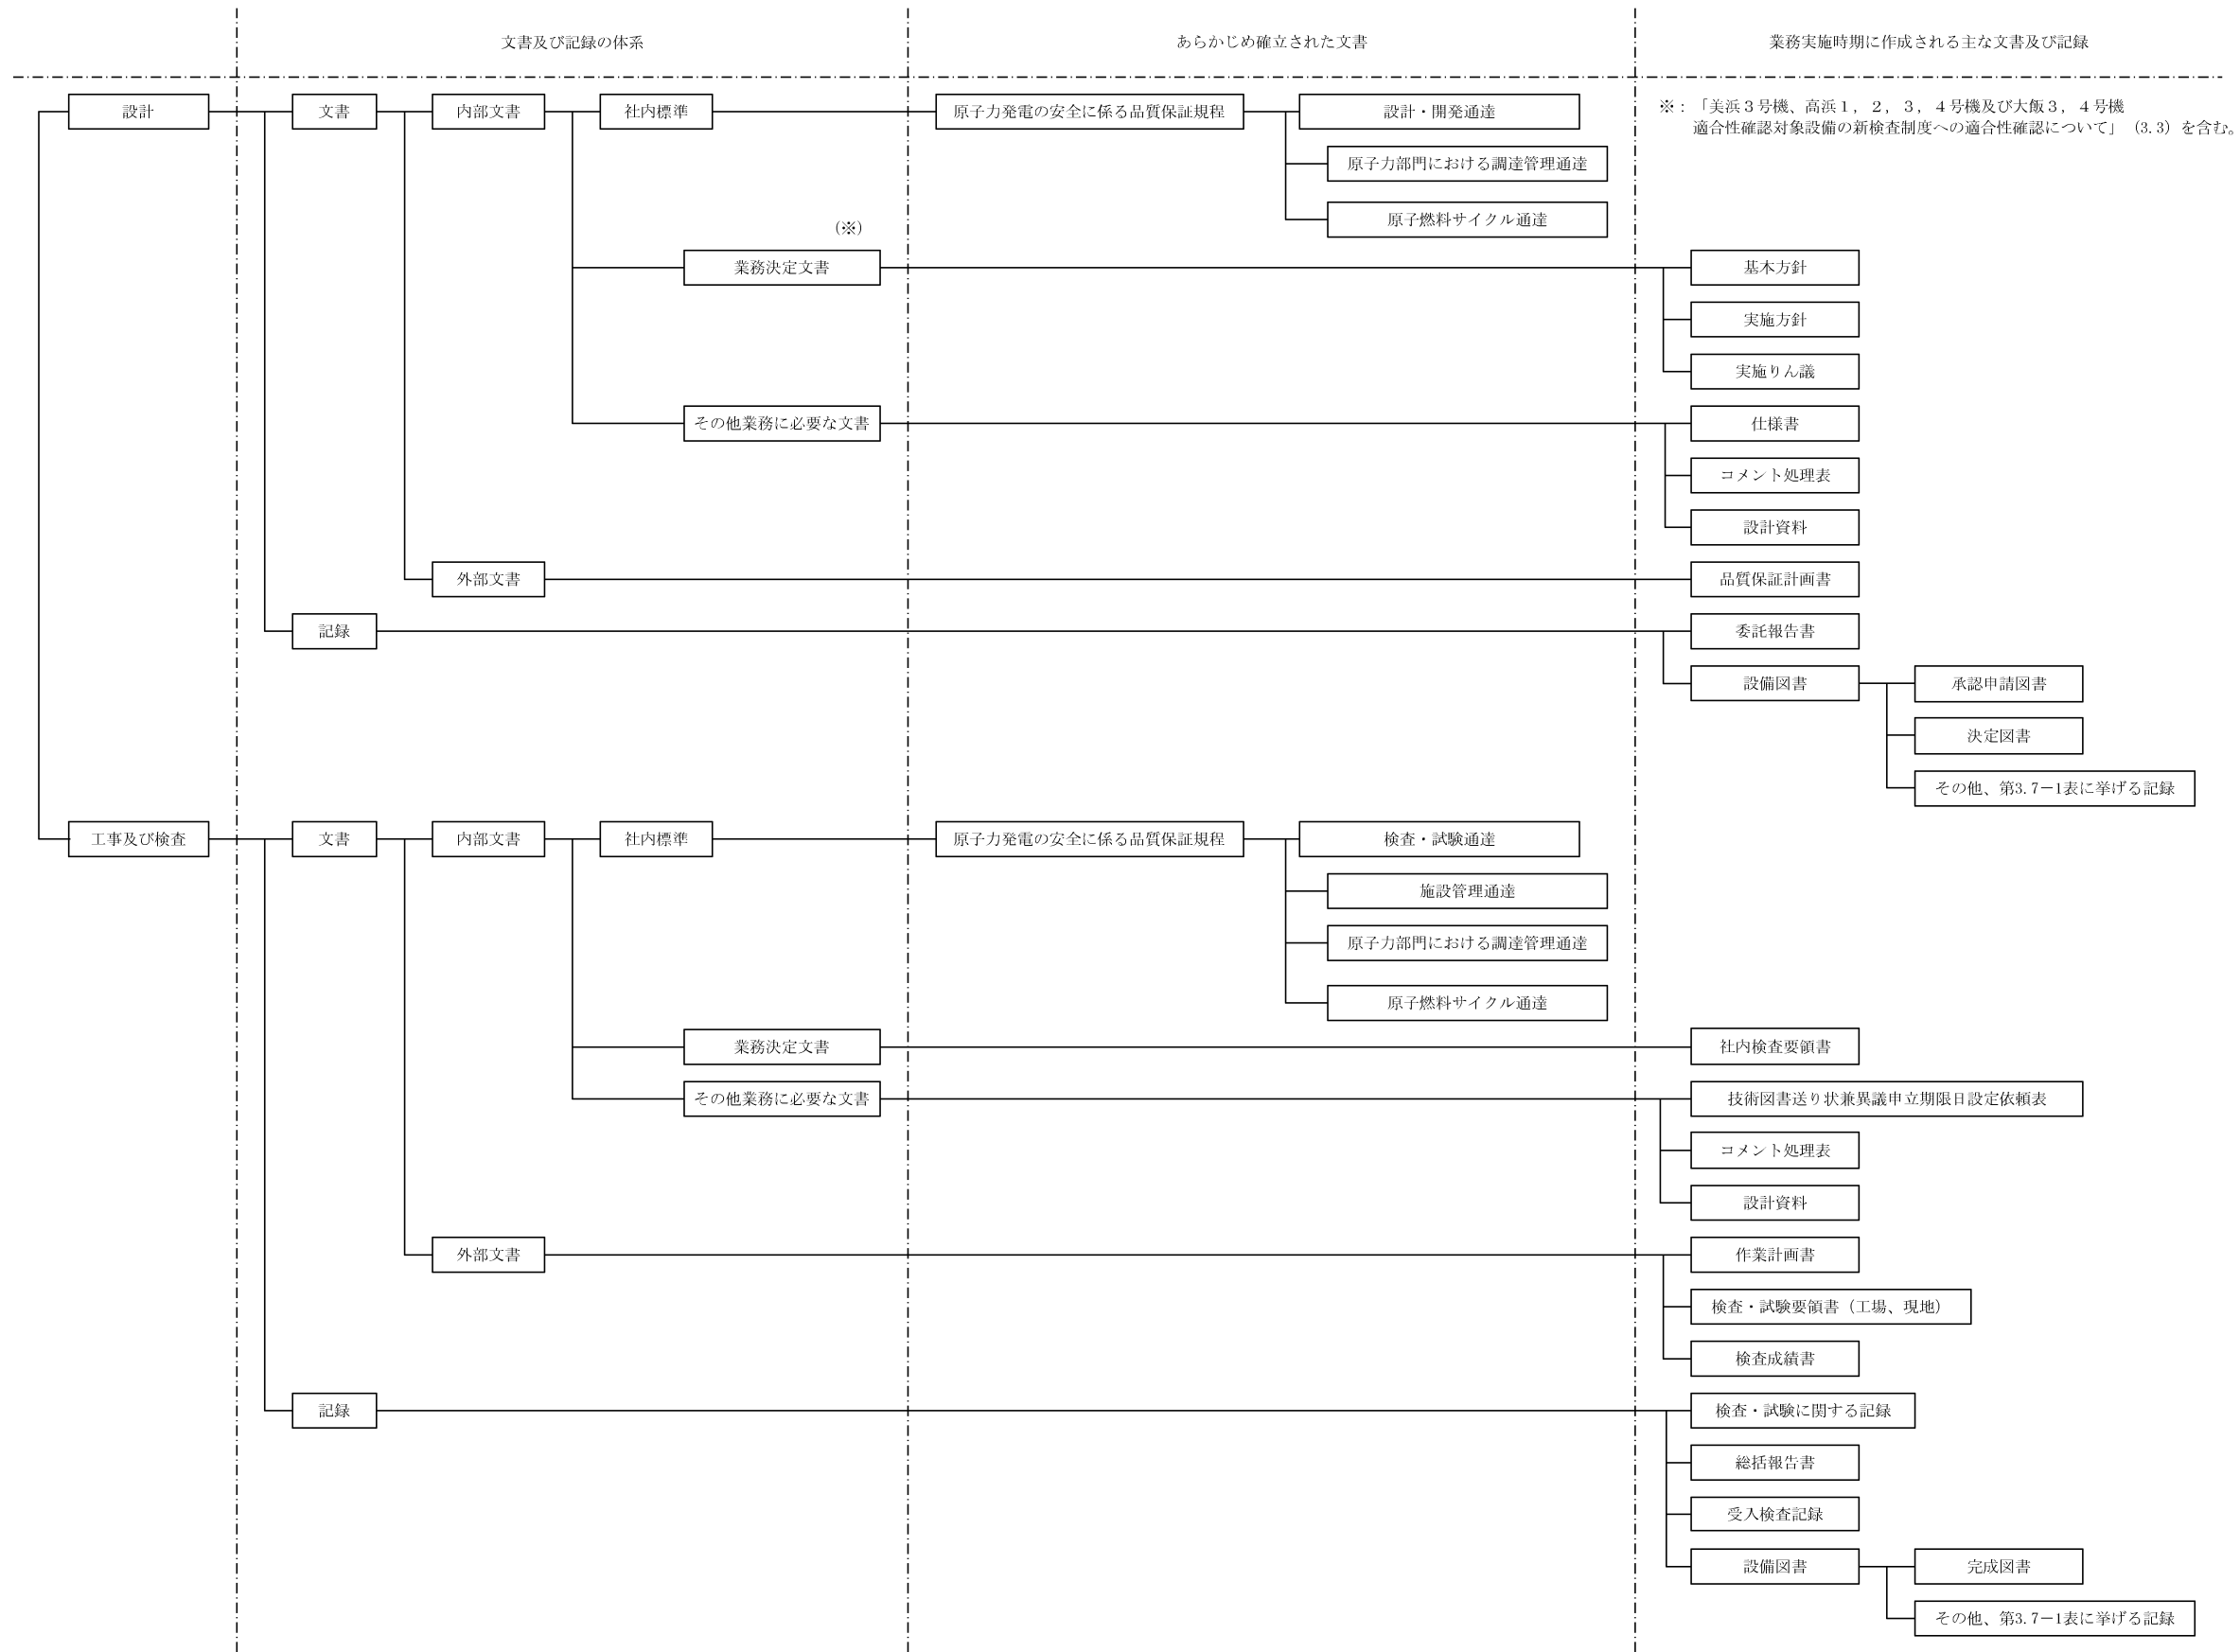 文書及び記録の体系
あらかじめ確立された文書
業務実施時期に作成される主な文書及び記録
設計
文書
内部文書
社内標準
原子力発電の安全に係る品質保証規程
設計・開発通達
※：「美浜３号機、高浜１，２，３，４号機及び大飯３，４号機
適合性確認対象設備の新検査制度への適合性確認について」（3.3）を含む。
原子力部門における調達管理通達
原子燃料サイクル通達
(※)
業務決定文書
基本方針
実施方針
実施りん議
その他業務に必要な文書
仕様書
コメント処理表
設計資料
外部文書
品質保証計画書
記録
委託報告書
設備図書
承認申請図書
決定図書
その他、第3.7－1表に挙げる記録
工事及び検査
文書
内部文書
社内標準
原子力発電の安全に係る品質保証規程
検査・試験通達
施設管理通達
原子力部門における調達管理通達
原子燃料サイクル通達
業務決定文書
社内検査要領書
その他業務に必要な文書
技術図書送り状兼異議申立期限日設定依頼表
コメント処理表
設計資料
外部文書
作業計画書
検査・試験要領書（工場、現地）
検査成績書
記録
検査・試験に関する記録
総括報告書
受入検査記録
設備図書
完成図書
その他、第3.7－1表に挙げる記録